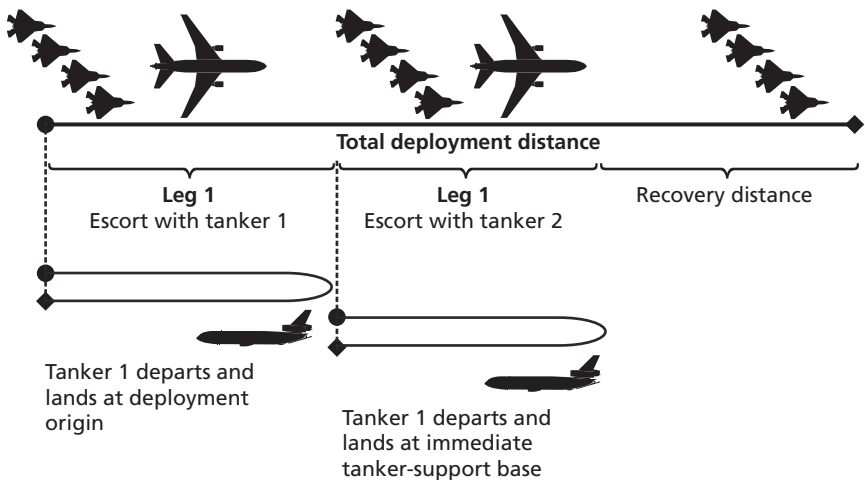 Total deployment distance
Leg 1
Escort with tanker 1
Leg 1
Escort with tanker 2
Recovery distance
Tanker 1 departs and
lands at deployment
origin
Tanker 1 departs and
lands at immediate
tanker-support base